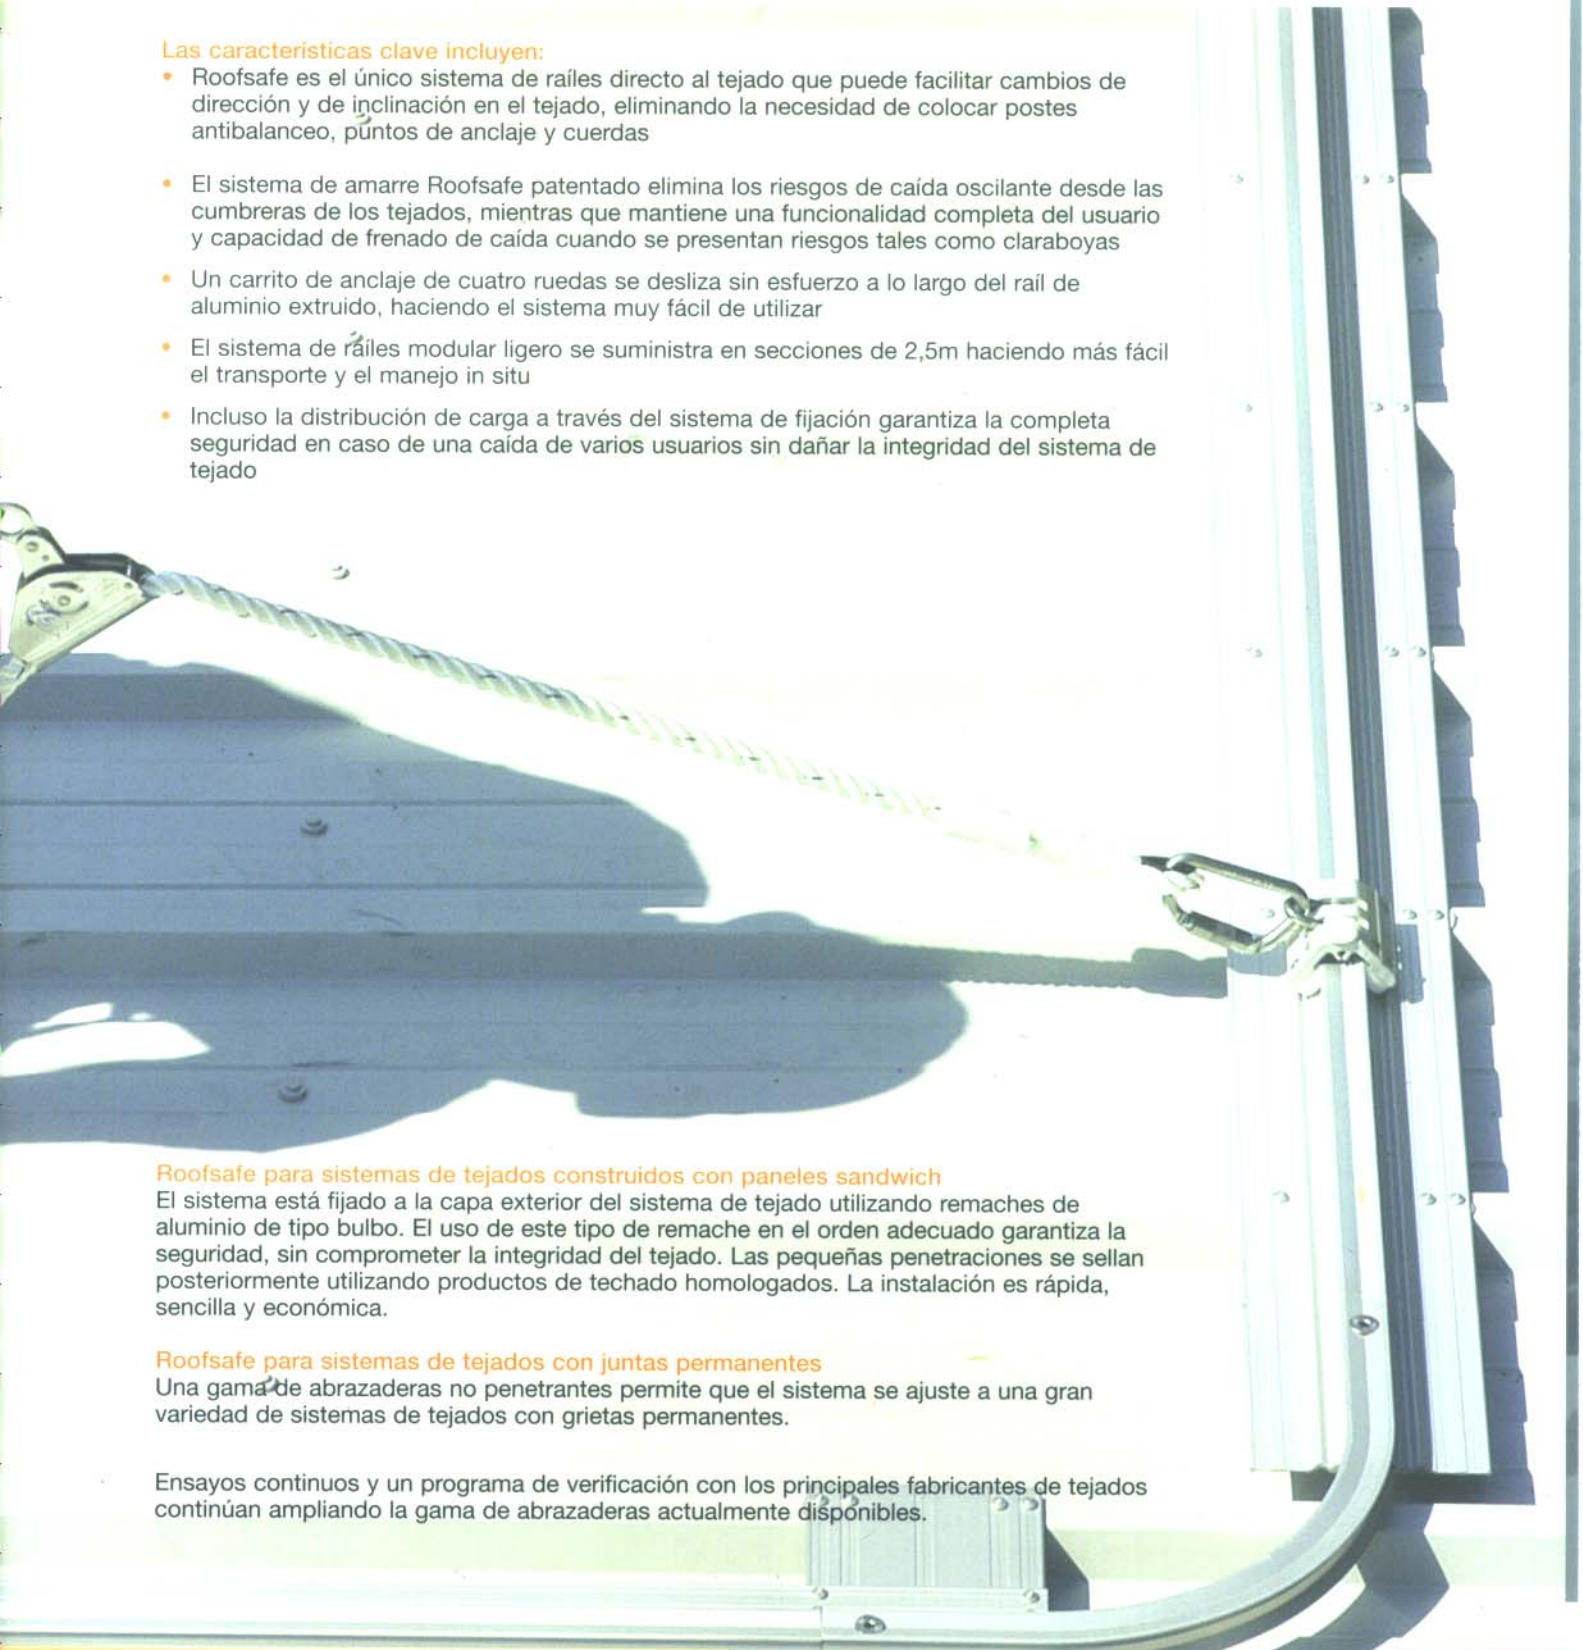 Las características clave incluyen:
• Roofsafe es el único sistema de raíles directo al tejado que puede facilitar cambios de
dirección y de inclinación en el tejado, eliminando la necesidad de colocar postes
antibalanceo, puntos de anclaje y cuerdas
• El sistema de amarre Roofsafe patentado elimina los riesgos de caída oscilante desde las
cumbreras de los tejados, mientras que mantiene una funcionalidad completa del usuario
y capacidad de frenado de caída cuando se presentan riesgos tales como claraboyas
• Un carrito de anclaje de cuatro ruedas se desliza sin esfuerzo a lo largo del raíl de
aluminio extruido, haciendo el sistema muy fácil de utilizar
• El sistema de raíles modular ligero se suministra en secciones de 2,5m haciendo más fácil
el transporte y el manejo in situ
• Incluso la distribución de carga a través del sistema de fijación garantiza la completa
seguridad en caso de una caída de varios usuarios sin dañar la integridad del sistema de
tejado
Roofsafe para sistemas de tejados construidos con paneles sandwich
El sistema está fijado a la capa exterior del sistema de tejado utilizando remaches de
aluminio de tipo bulbo. El uso de este tipo de remache en el orden adecuado garantiza la
seguridad, sin comprometer la integridad del tejado. Las pequeñas penetraciones se sellan
posteriormente utilizando productos de techado homologados. La instalación es rápida,
sencilla y económica.
Roofsafe para sistemas de tejados con juntas permanentes
Una gama de abrazaderas no penetrantes permite que el sistema se ajuste a una gran
variedad de sistemas de tejados con grietas permanentes.
Ensayos continuos y un programa de verificación con los principales fabricantes de tejados
continúan ampliando la gama de abrazaderas actualmente disponibles.